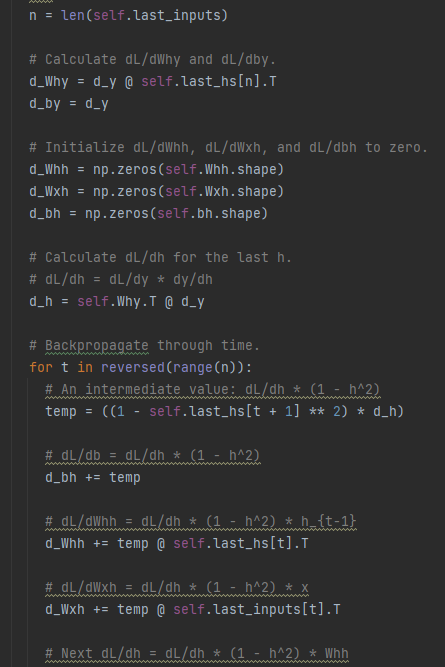 n = len(self.last_inputs)
# Calculate dL/dWhy and dL/dby.
d_Why = d_y @ self.last_hs[n].T
d_by = d_y
# Initialize dL/dWhh, dL/dWxh, and dL/dbh to zero.
d_Whh = np.zeros(self.Whh.shape)
d_Wxh = np.zeros(self.Wxh.shape)
d_bh = np.zeros(self.bh.shape)
# Calculate dL/dh for the last h.
# dL/dh = dL/dy * dy/dh
d_h = self.Why.T @ d_y
# Backpropagate through time.
for t in reversed(range(n)):
# An intermediate value: dL/dh * (1 - h^2)
temp = ((1 - self.last_hs[t + 1] ** 2) * d_h)
# dL/db = dL/dh * (1 - h^2)
d_bh += temp
# dL/dWhh = dL/dh * (1 - h^2) * h_{t-1}
d_Whh += temp @ self.last_hs[t].T
# dL/dWxh = dL/dh * (1 - h^2) * x
d_Wxh += temp @ self.last_inputs[t].T
# Next dL/dh = dL/dh * (1 - h^2) * Whh